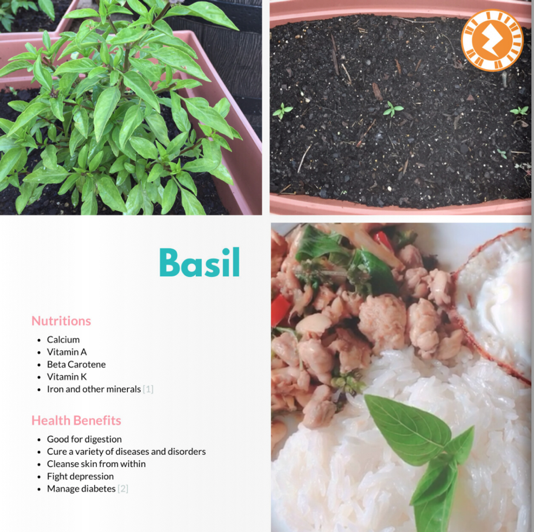 Basil
Nutritions
Calcium
Vitamin A
Beta Carotene
Vitamin K
Iron and other minerals [1]
Health Benefits
Good for digestion
Cure a variety of diseases and disorders
Cleanse skin from within
Fight depression
Manage diabetes [2]